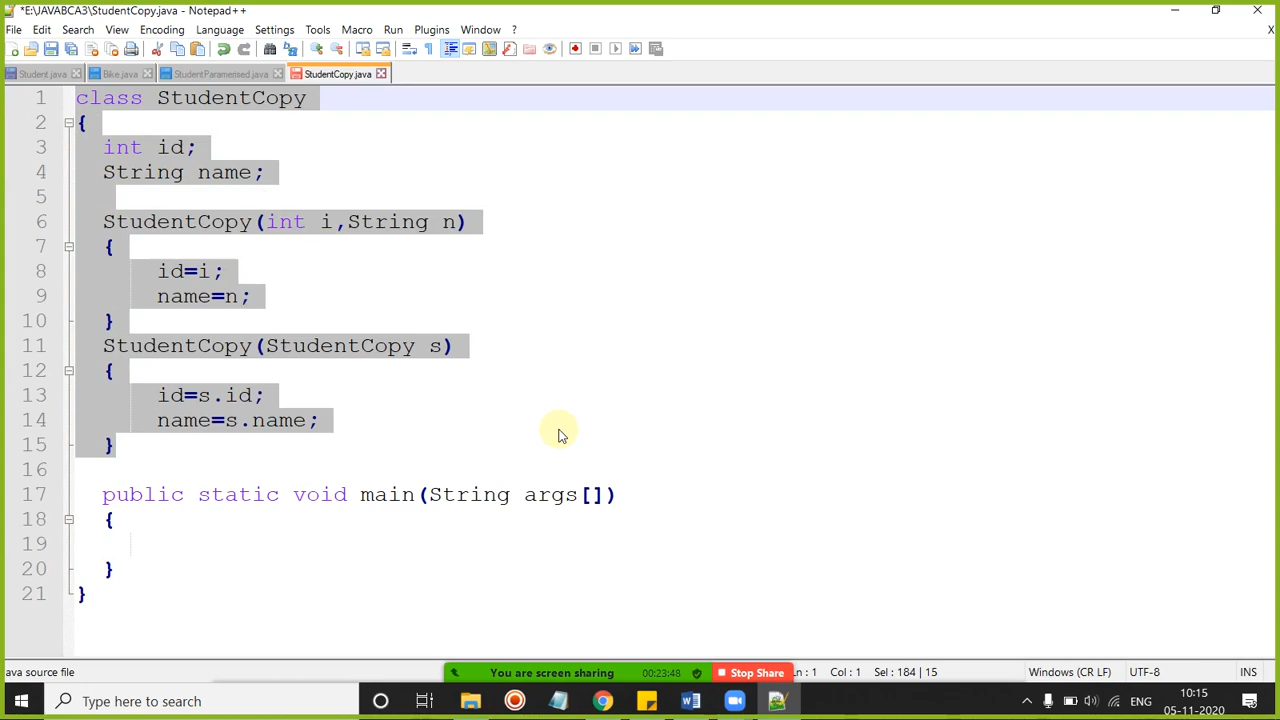 *E:\JAVABCA3\StudentCopy.java - Notepad++
File Edit Search View Encoding Language Settings Tools Macro Run Plugins Window ? X
Student.java Bike.java StudentParamerised.java StudentCopy.java
1 class StudentCopy
2 {
3 int id;
4 String name;
5
6 StudentCopy(int i,String n)
7 {
8 id=i;
9 name=n;
10 }
11 StudentCopy(StudentCopy s)
12 {
13 id=s.id;
14 name=s.name;
15 }
16
17 public static void main(String args[])
18 {
19
20 }
21 }
ava source file You are screen sharing 00:23:48 Stop Share Ln : 1 Col : 1 Sel : 184 | 15 Windows (CR LF) UTF-8 INS
Type here to search ENG 10:15
05-11-2020